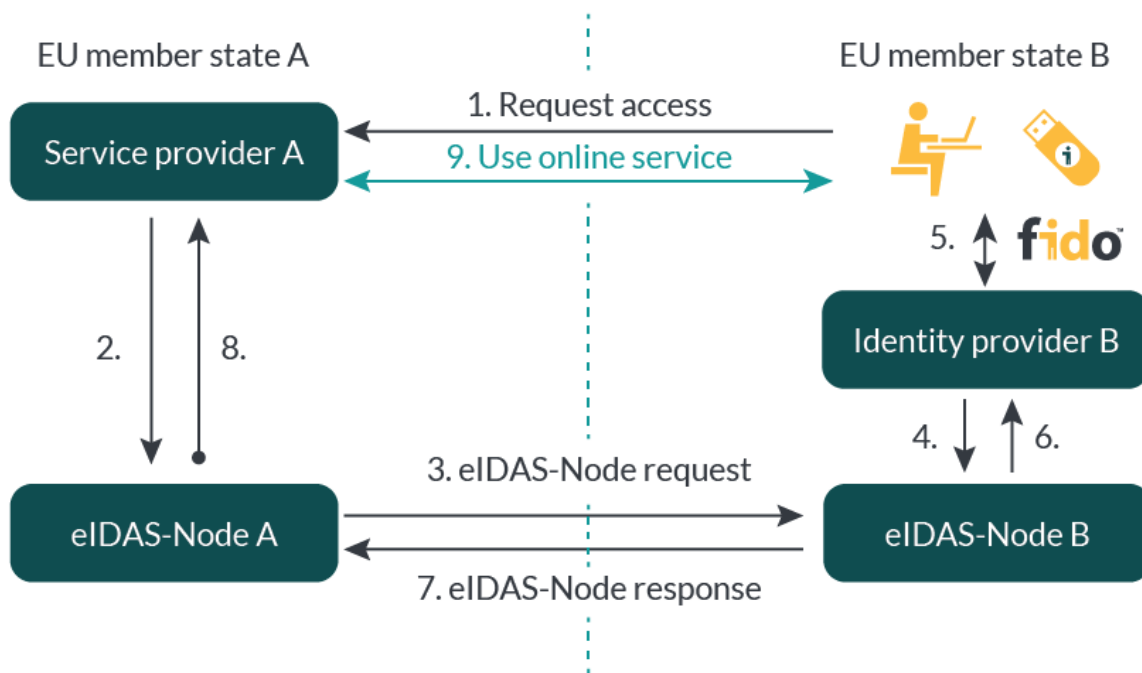 EU member state A
EU member state B
1. Request access
Service provider A
9. Use online service
5.
fido™
2.
8.
Identity provider B
4.
6.
3. eIDAS-Node request
eIDAS-Node A
eIDAS-Node B
7. eIDAS-Node response